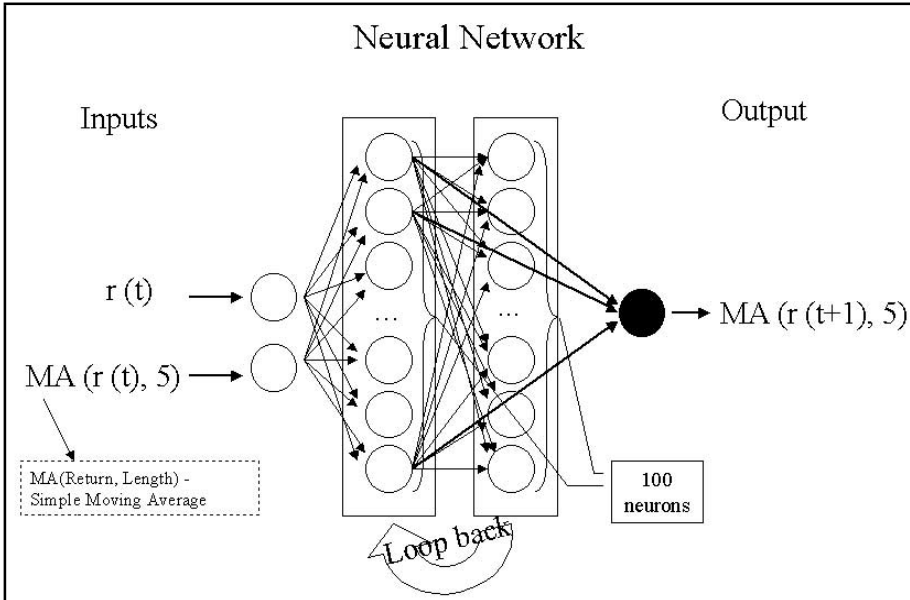 Neural Network
Inputs
Output
r (t)
...
...
MA (r (t+1), 5)
MA (r (t), 5)
MA(Return, Length) -
Simple Moving Average
100
neurons
Loop back